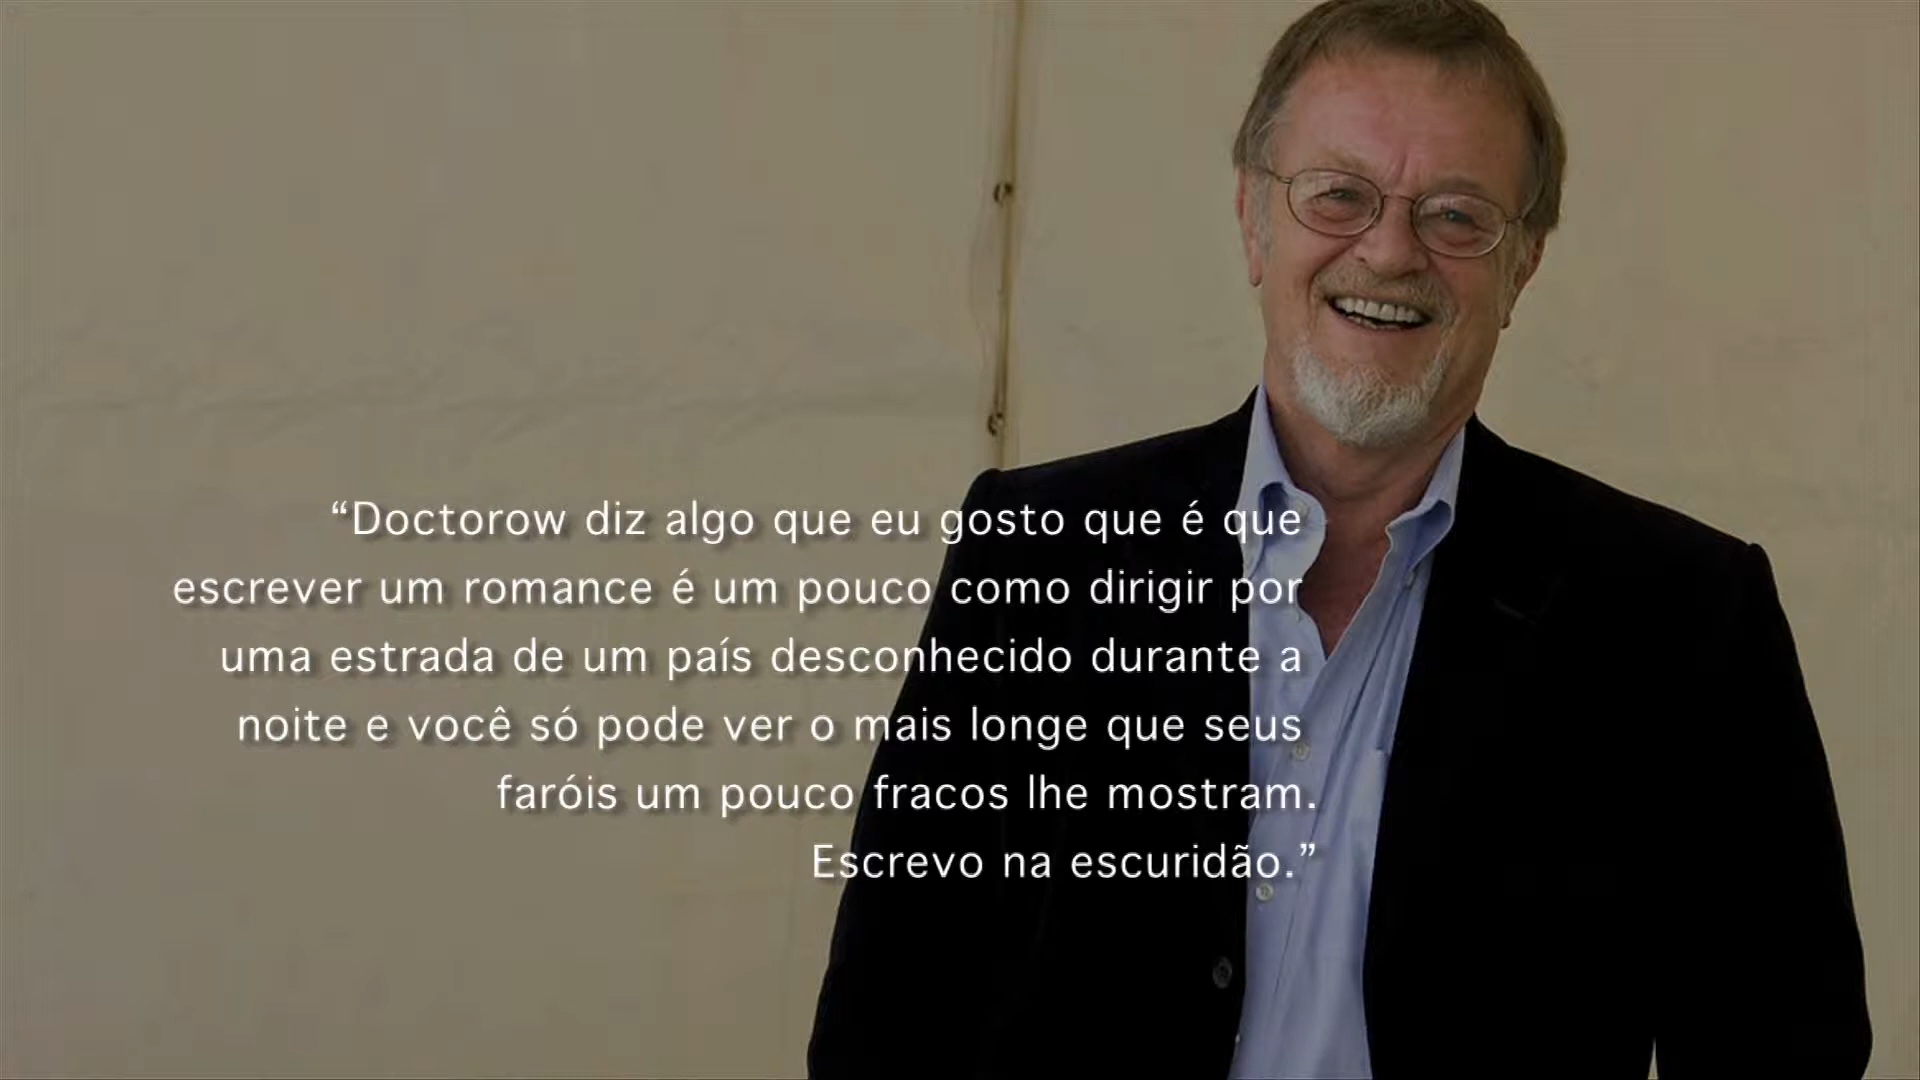 “Doctorow diz algo que eu gosto que é que
escrever um romance é um pouco como dirigir por
uma estrada de um país desconhecido durante a
noite e você só pode ver o mais longe que seus
faróis um pouco fracos lhe mostram.
Escrevo na escuridão.”